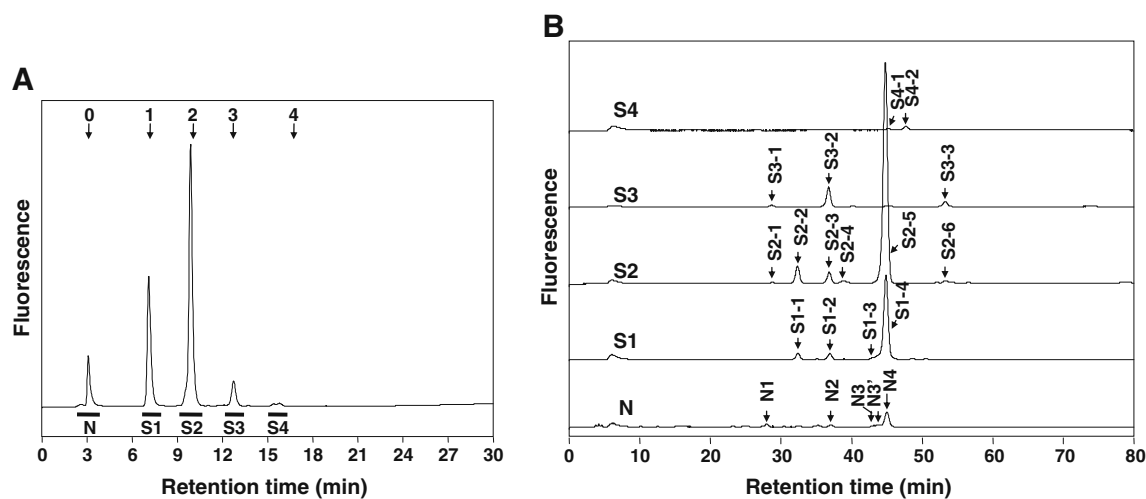 A
0 1 2 3 4
Fluorescence
N S1 S2 S3 S4
0 3 6 9 12 15 18 21 24 27 30
Retention time (min)
B
S4
S4-1
S4-2
S3
S3-1
S3-2
S3-3
S2
S2-1
S2-2
S2-3
S2-4
S2-5
S2-6
S1
S1-1
S1-2
S1-3
S1-4
N
N1
N2
N3
N3'
N4
Fluorescence
0 10 20 30 40 50 60 70 80
Retention time (min)